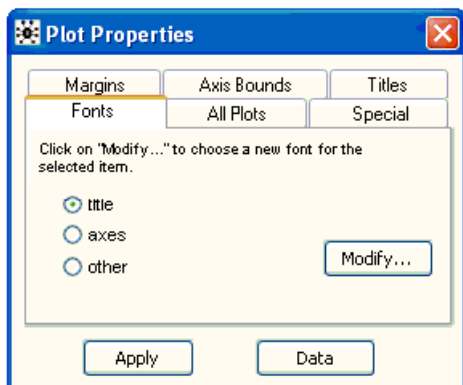 Plot Properties
Margins Axis Bounds Titles
Fonts All Plots Special
Click on "Modify..." to choose a new font for the
selected item.
title
axes
other
Modify...
Apply Data